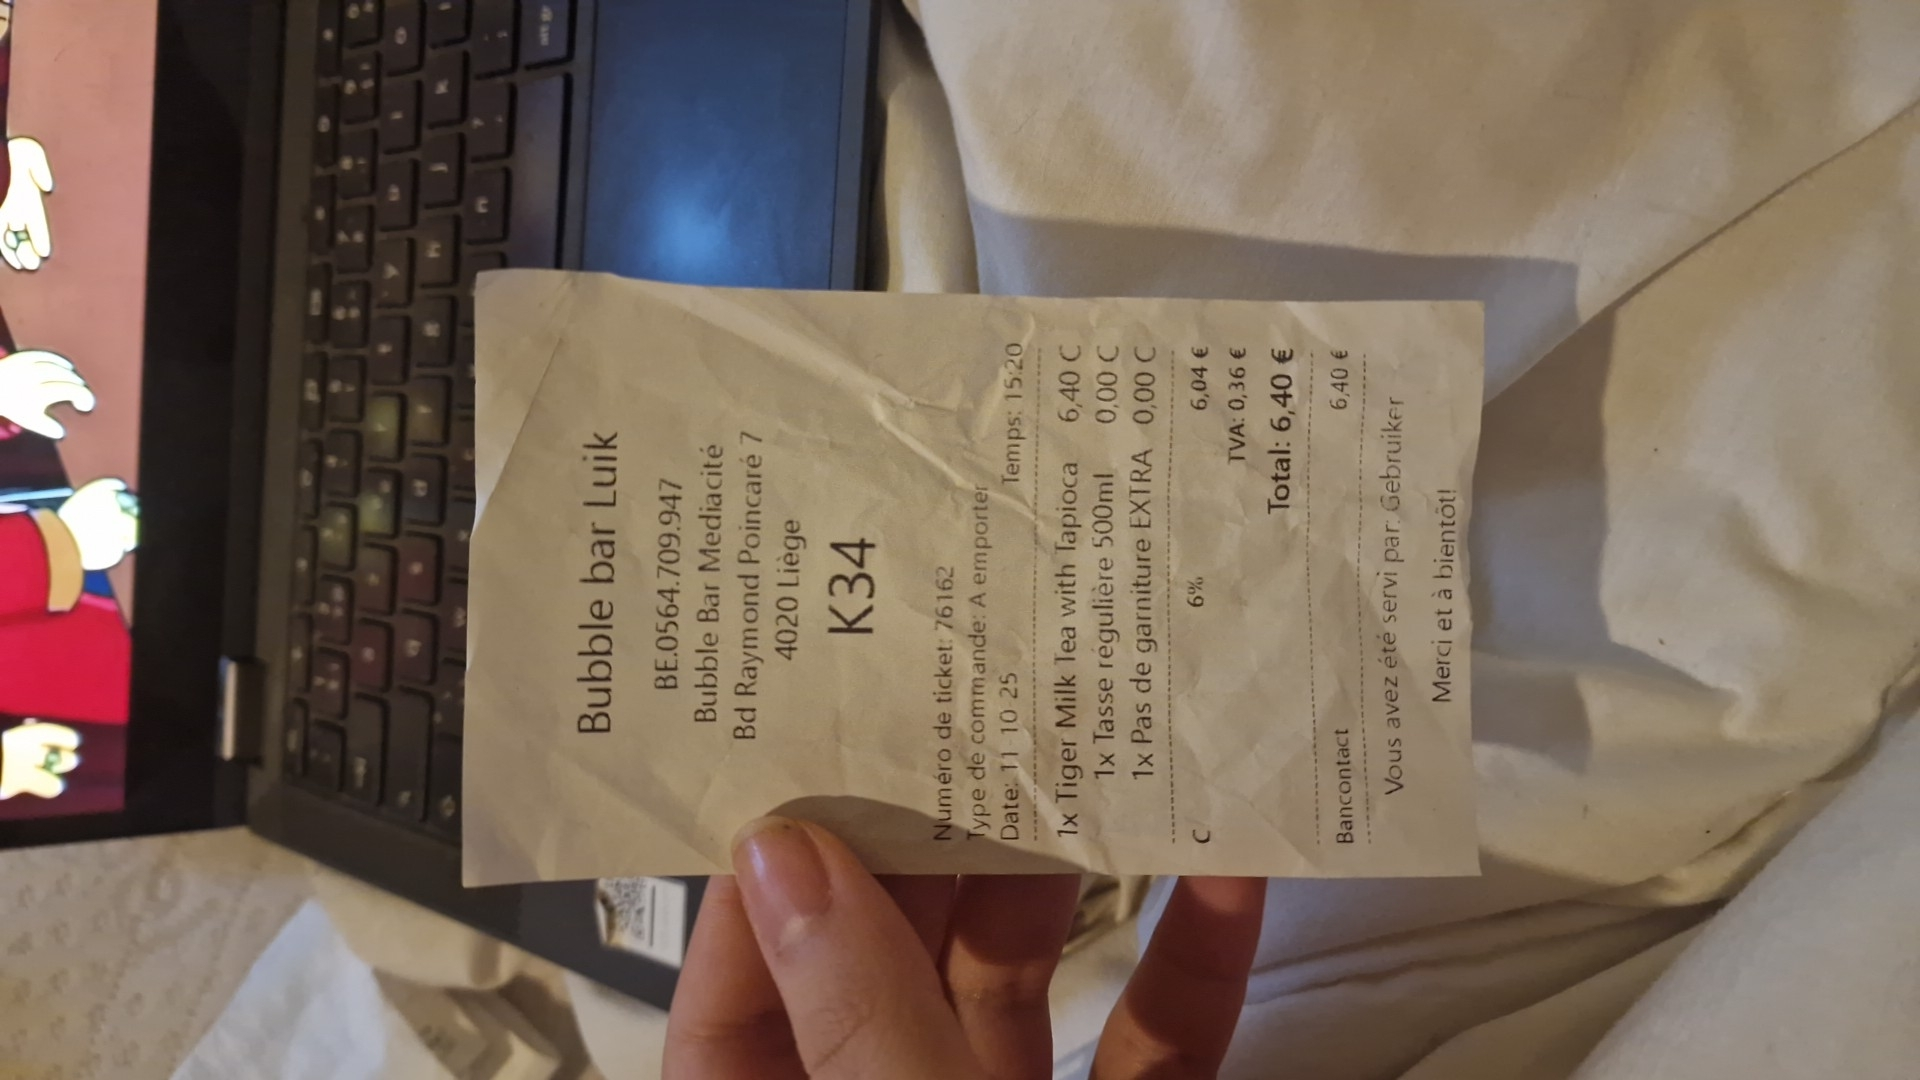 Bubble bar Luik
BE.0564.709.947
Bubble Bar Mediacité
Bd Raymond Poincaré 7
4020 Liège
K34
Numéro de ticket: 76162
Type de commande: A emporter
Date: 11-10-25 Temps: 15:20
1x Tiger Milk Tea with Tapioca 6,40 C
1x Tasse régulière 500ml 0,00 C
1x Pas de garniture EXTRA 0,00 C
C 6% 6,04 €
TVA: 0,36 €
Total: 6,40 €
Bancontact 6,40 €
Vous avez été servi par: Gebruiker
Merci et à bientôt!